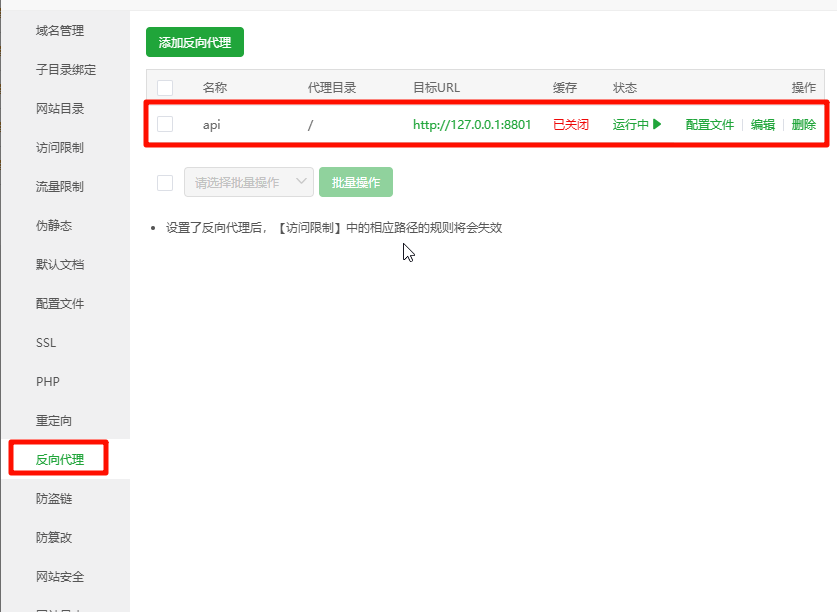 域名管理
子目录绑定
网站目录
访问限制
流量限制
伪静态
默认文档
配置文件
SSL
PHP
重定向
反向代理
防盗链
防篡改
网站安全
添加反向代理
名称 代理目录 目标URL 缓存 状态 操作
api / http://127.0.0.1:8801 已关闭 运行中 配置文件 | 编辑 | 删除
请选择批量操作 批量操作
• 设置了反向代理后，【访问限制】中的相应路径的规则将会失效